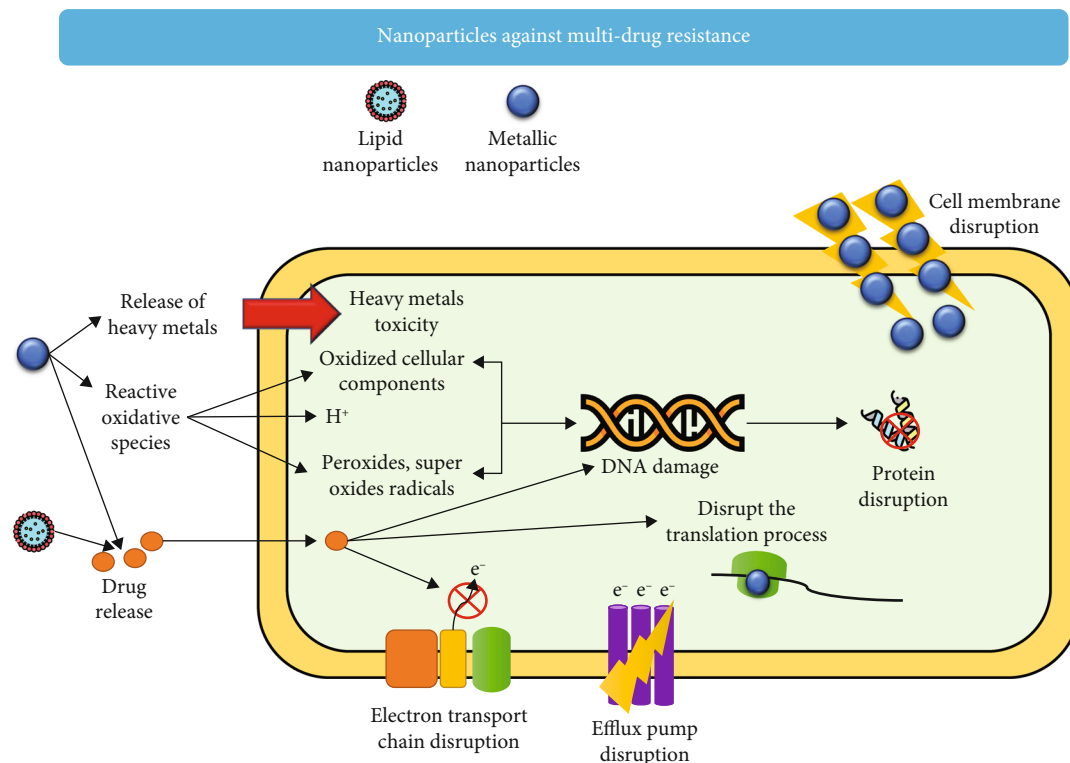 Nanoparticles against multi-drug resistance
Lipid
nanoparticles
Metallic
nanoparticles
Cell membrane
disruption
Release of
heavy metals
Heavy metals
toxicity
Reactive
oxidative
species
Oxidized cellular
components
H⁺
Peroxides, super
oxides radicals
DNA damage
Protein
disruption
Drug
release
Disrupt the
translation process
e⁻
e⁻ e⁻ e⁻
Electron transport
chain disruption
Efflux pump
disruption